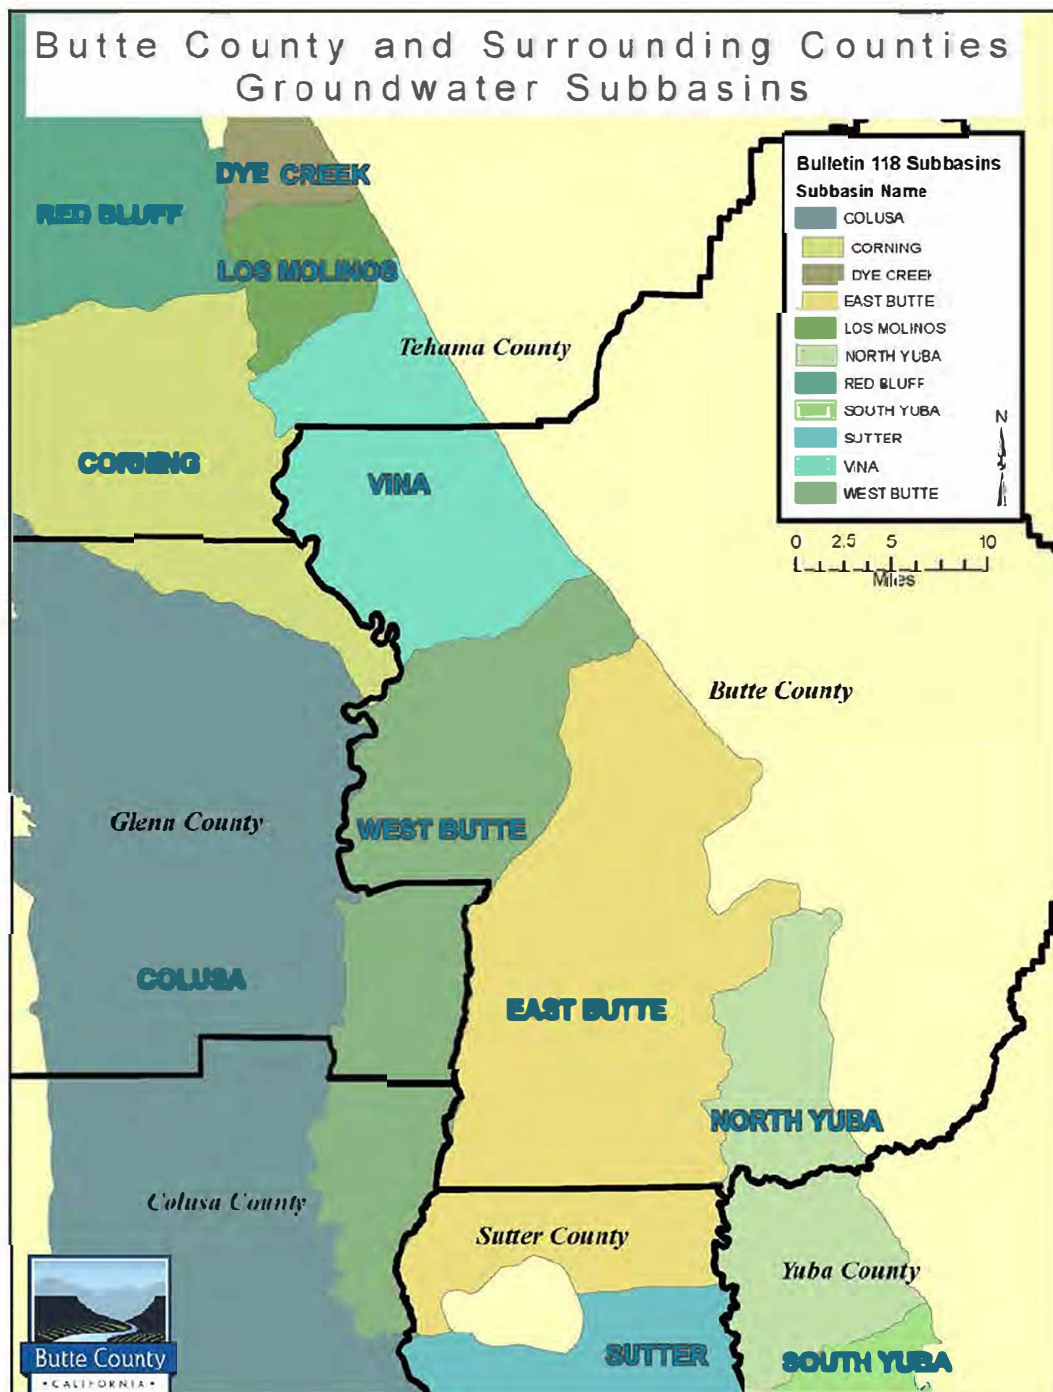 Butte County and Surrounding Counties
Groundwater Subbasins
DYE CREEK
RED BLUFF
LOS MOLINOS
Tehama County
CORNING
VINA
Bulletin 118 Subbasins
Subbasin Name
COLUSA
CORNING
DYE CREEK
EAST BUTTE
LOS MOLINOS
NORTH YUBA
RED BLUFF
SOUTH YUBA
SUTTER
VINA
WEST BUTTE
N
0 2.5 5 10
Miles
Butte County
Glenn County
WEST BUTTE
COLUSA
EAST BUTTE
NORTH YUBA
Colusa County
Sutter County
Yuba County
SUTTER
SOUTH YUBA
Butte County
• CALIFORNIA •